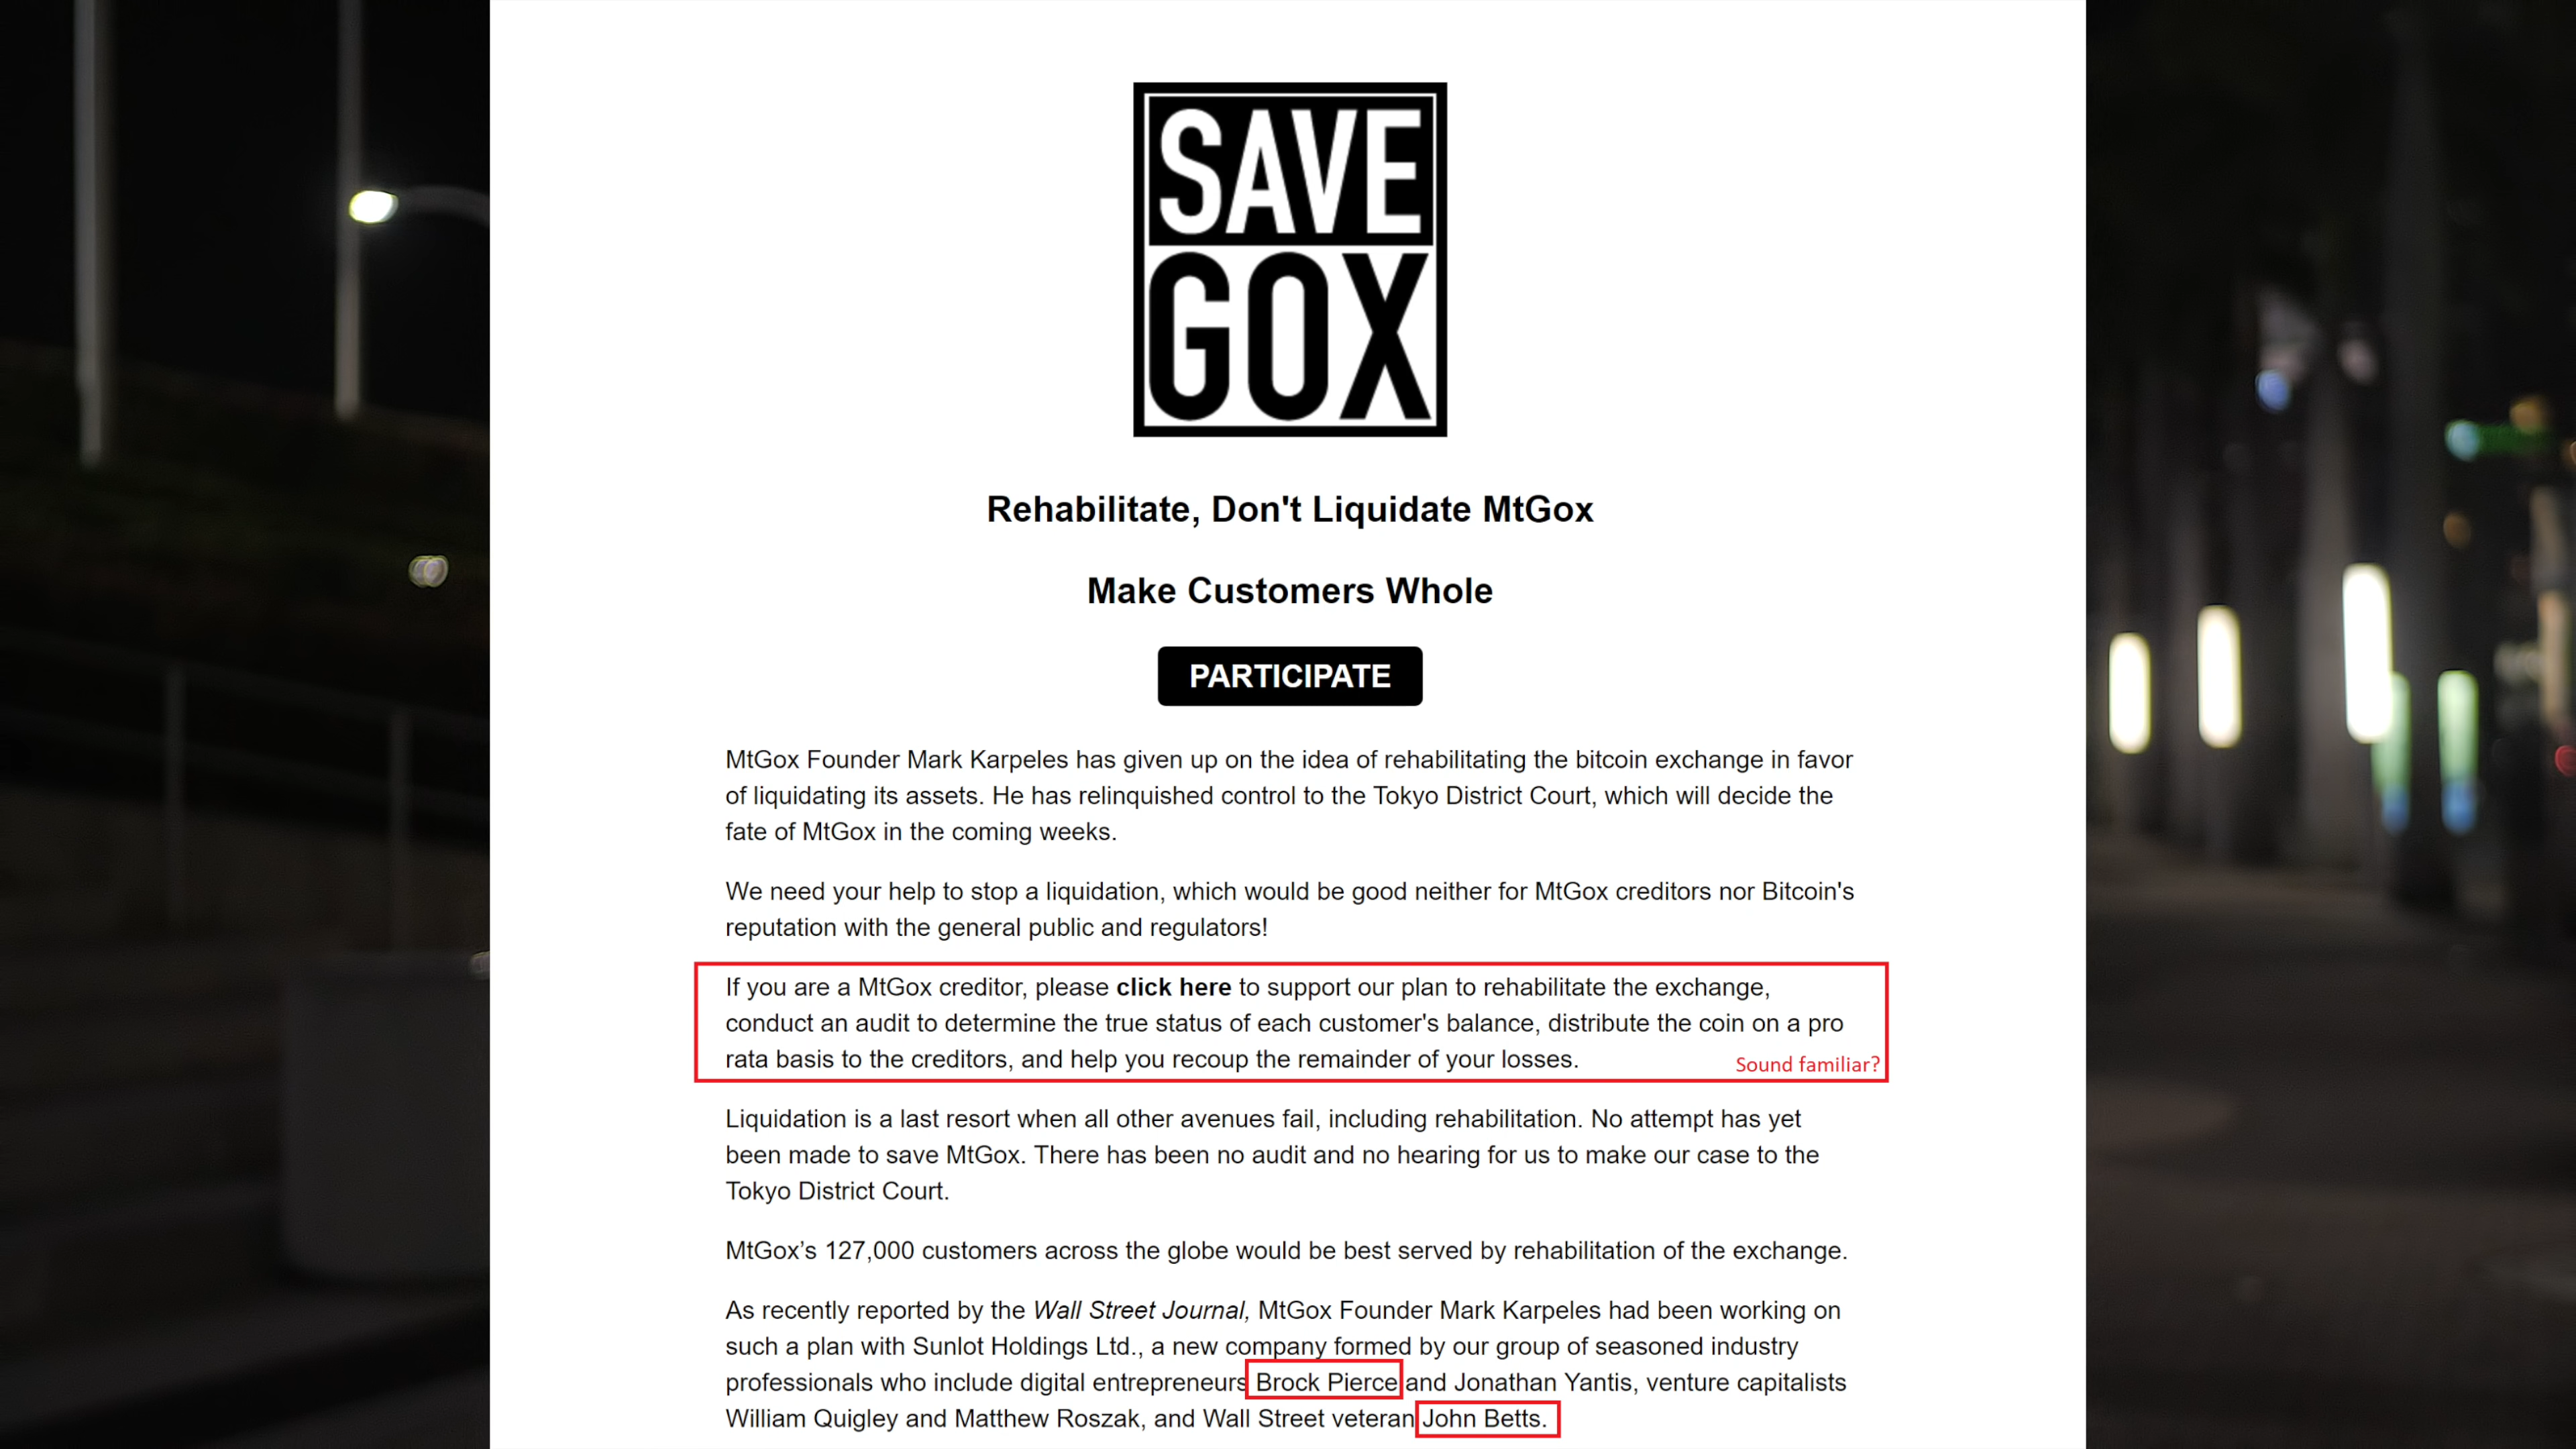 SAVE
GOX
Rehabilitate, Don't Liquidate MtGox
Make Customers Whole
PARTICIPATE
MtGox Founder Mark Karpeles has given up on the idea of rehabilitating the bitcoin exchange in favor
of liquidating its assets. He has relinquished control to the Tokyo District Court, which will decide the
fate of MtGox in the coming weeks.
We need your help to stop a liquidation, which would be good neither for MtGox creditors nor Bitcoin's
reputation with the general public and regulators!
If you are a MtGox creditor, please click here to support our plan to rehabilitate the exchange,
conduct an audit to determine the true status of each customer's balance, distribute the coin on a pro
rata basis to the creditors, and help you recoup the remainder of your losses.
Sound familiar?
Liquidation is a last resort when all other avenues fail, including rehabilitation. No attempt has yet
been made to save MtGox. There has been no audit and no hearing for us to make our case to the
Tokyo District Court.
MtGox’s 127,000 customers across the globe would be best served by rehabilitation of the exchange.
As recently reported by the Wall Street Journal, MtGox Founder Mark Karpeles had been working on
such a plan with Sunlot Holdings Ltd., a new company formed by our group of seasoned industry
professionals who include digital entrepreneurs Brock Pierce and Jonathan Yantis, venture capitalists
William Quigley and Matthew Roszak, and Wall Street veteran John Betts.